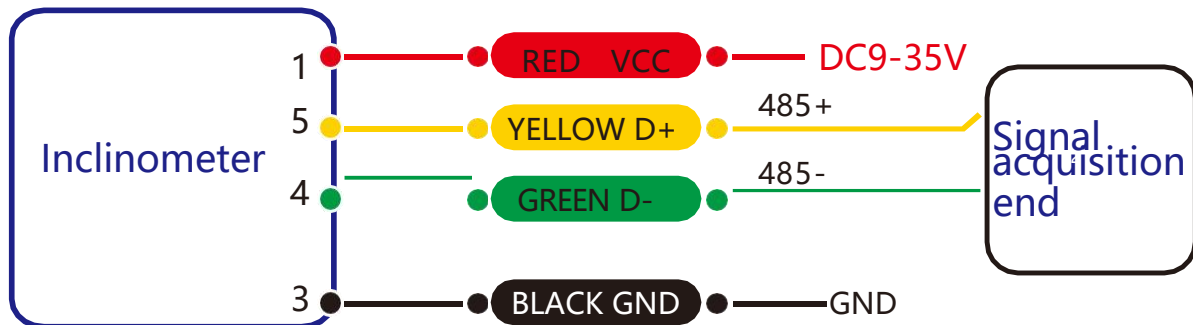 1
RED VCC
DC9-35V
5
YELLOW D+
485+
Inclinometer
Signal
acquisition
end
4
GREEN D-
485-
3
BLACK GND
GND